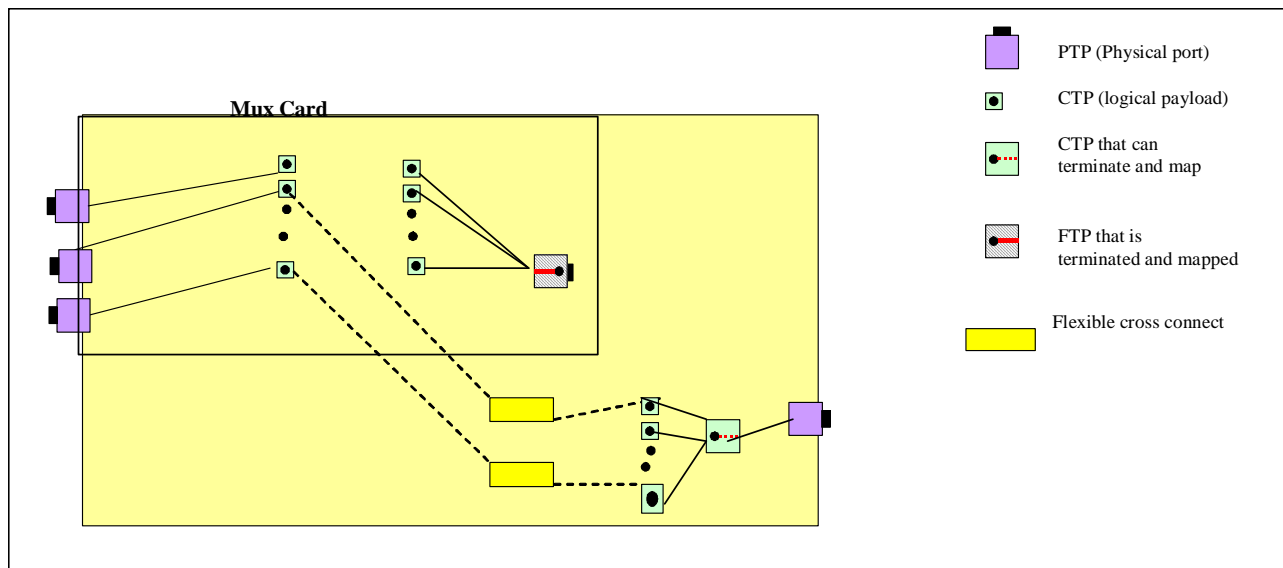 Mux Card
PTP (Physical port)
CTP (logical payload)
CTP that can
terminate and map
FTP that is
terminated and mapped
Flexible cross connect